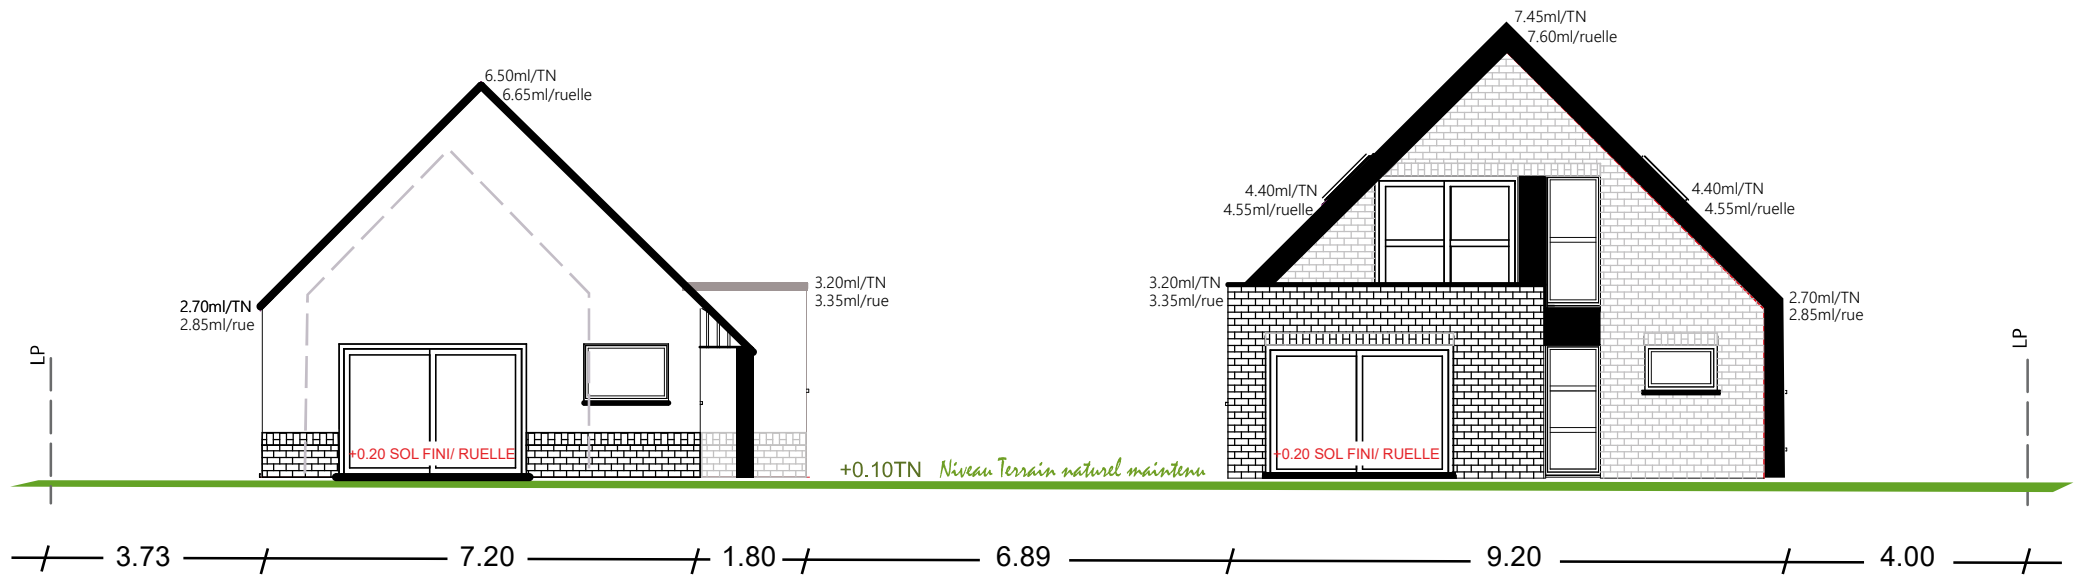 7.45ml/TN
7.60ml/ruelle
6.50ml/TN
6.65ml/ruelle
4.40ml/TN
4.55ml/ruelle
4.40ml/TN
4.55ml/ruelle
2.70ml/TN
2.85ml/rue
3.20ml/TN
3.35ml/rue
3.20ml/TN
3.35ml/rue
2.70ml/TN
2.85ml/rue
LP
LP
+0.20 SOL FINI/ RUELLE
+0.20 SOL FINI/ RUELLE
+0.10TN Niveau Terrain naturel maintenu
3.73 7.20 1.80 6.89 9.20 4.00